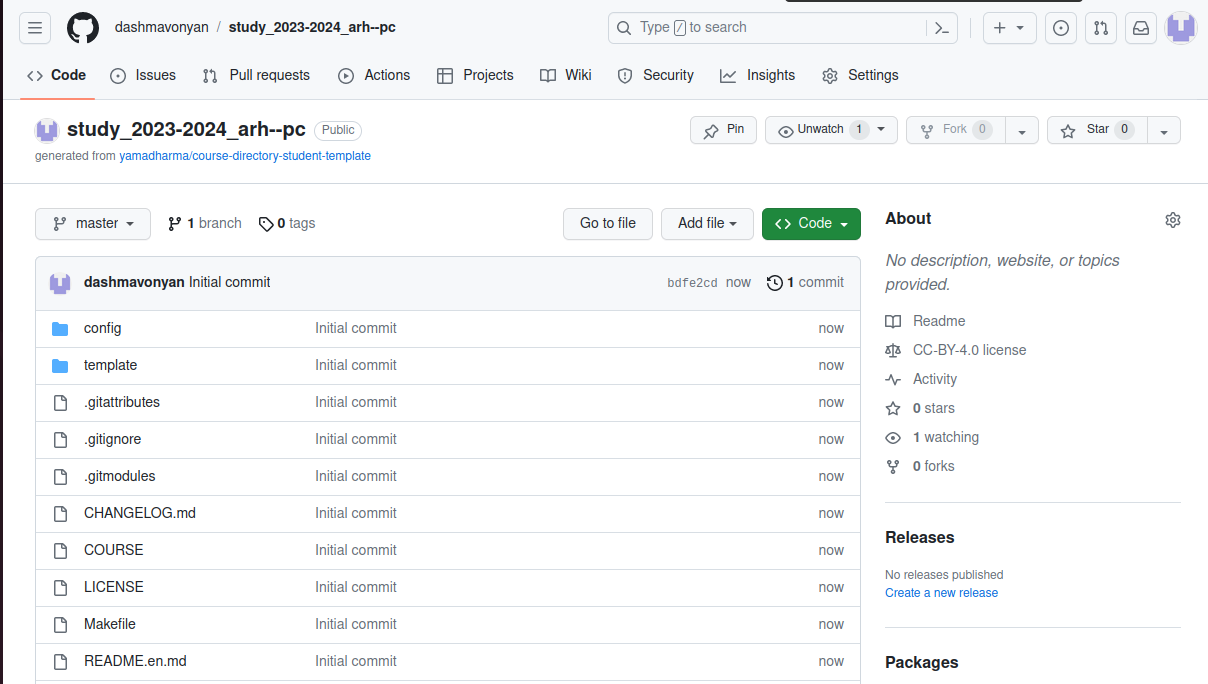 dashmavonyan / study_2023-2024_arh--pc
Type / to search
Code Issues Pull requests Actions Projects Wiki Security Insights Settings
study_2023-2024_arh--pc Public
Pin Unwatch 1 Fork 0 Star 0
generated from yamadharma/course-directory-student-template
master 1 branch 0 tags Go to file Add file Code
dashmavonyan Initial commit bdfe2cd now 1 commit
config Initial commit now
template Initial commit now
.gitattributes Initial commit now
.gitignore Initial commit now
.gitmodules Initial commit now
CHANGELOG.md Initial commit now
COURSE Initial commit now
LICENSE Initial commit now
Makefile Initial commit now
README.en.md Initial commit now
About
No description, website, or topics
provided.
Readme
CC-BY-4.0 license
Activity
0 stars
1 watching
0 forks
Releases
No releases published
Create a new release
Packages